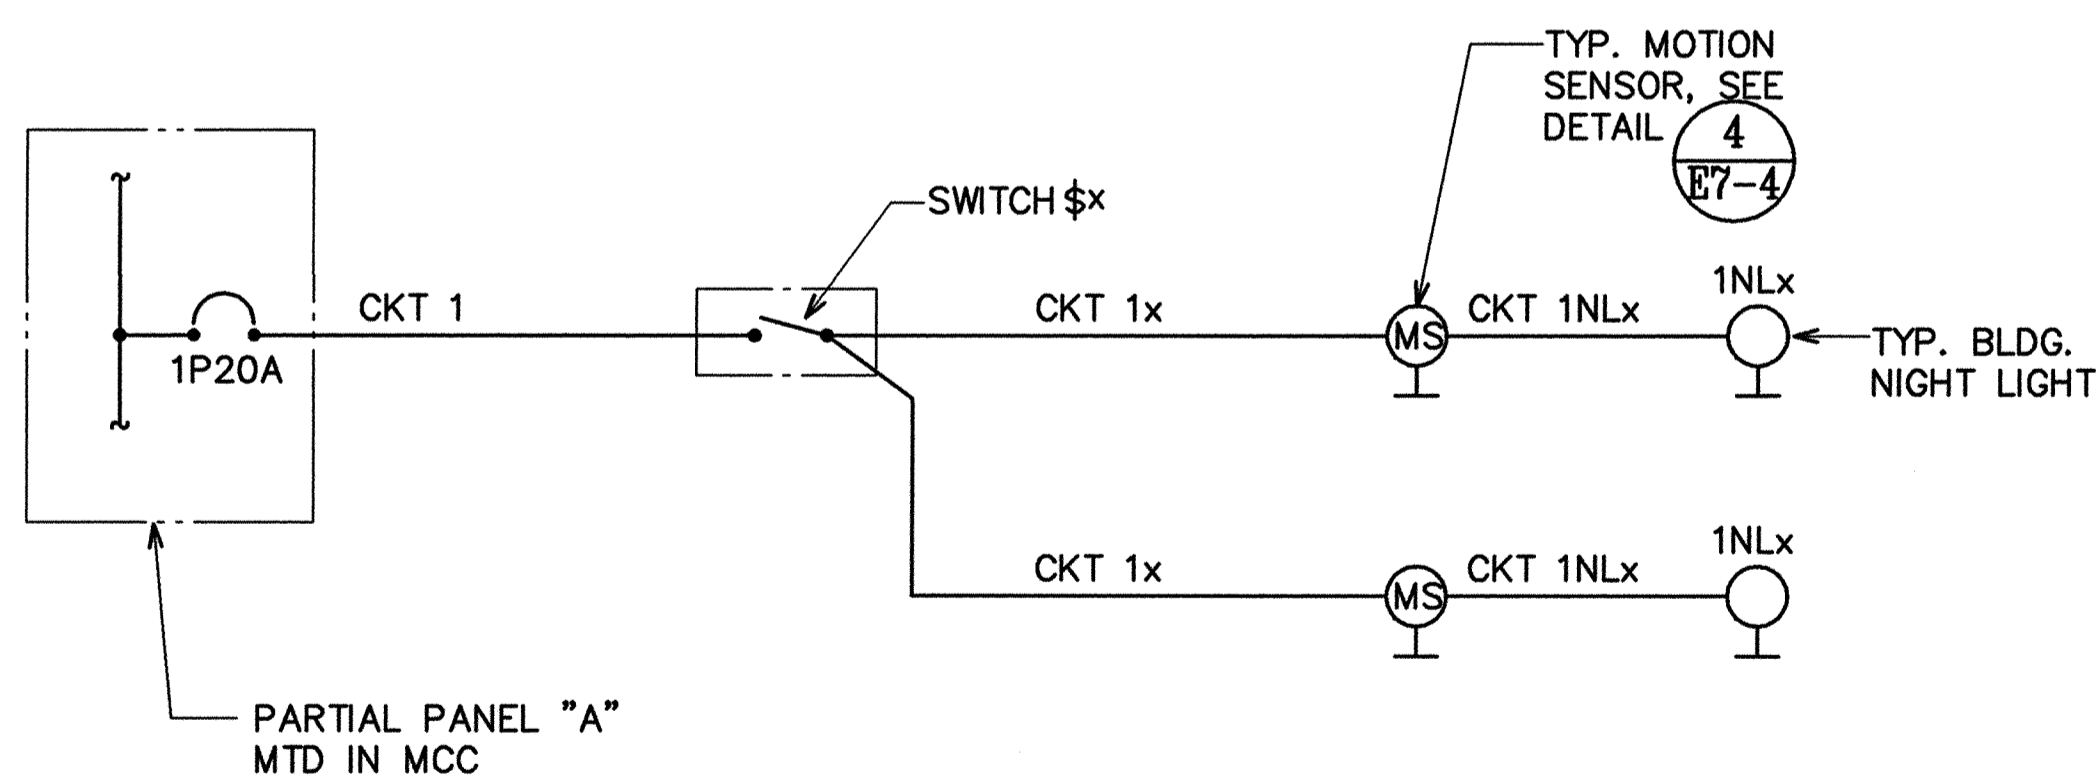 TYP. MOTION
SENSOR, SEE
DETAIL
4
E7-4
SWITCH $x
CKT 1
1P20A
CKT 1x
MS
CKT 1NLx
1NLx
TYP. BLDG.
NIGHT LIGHT
CKT 1x
MS
CKT 1NLx
1NLx
PARTIAL PANEL "A"
MTD IN MCC